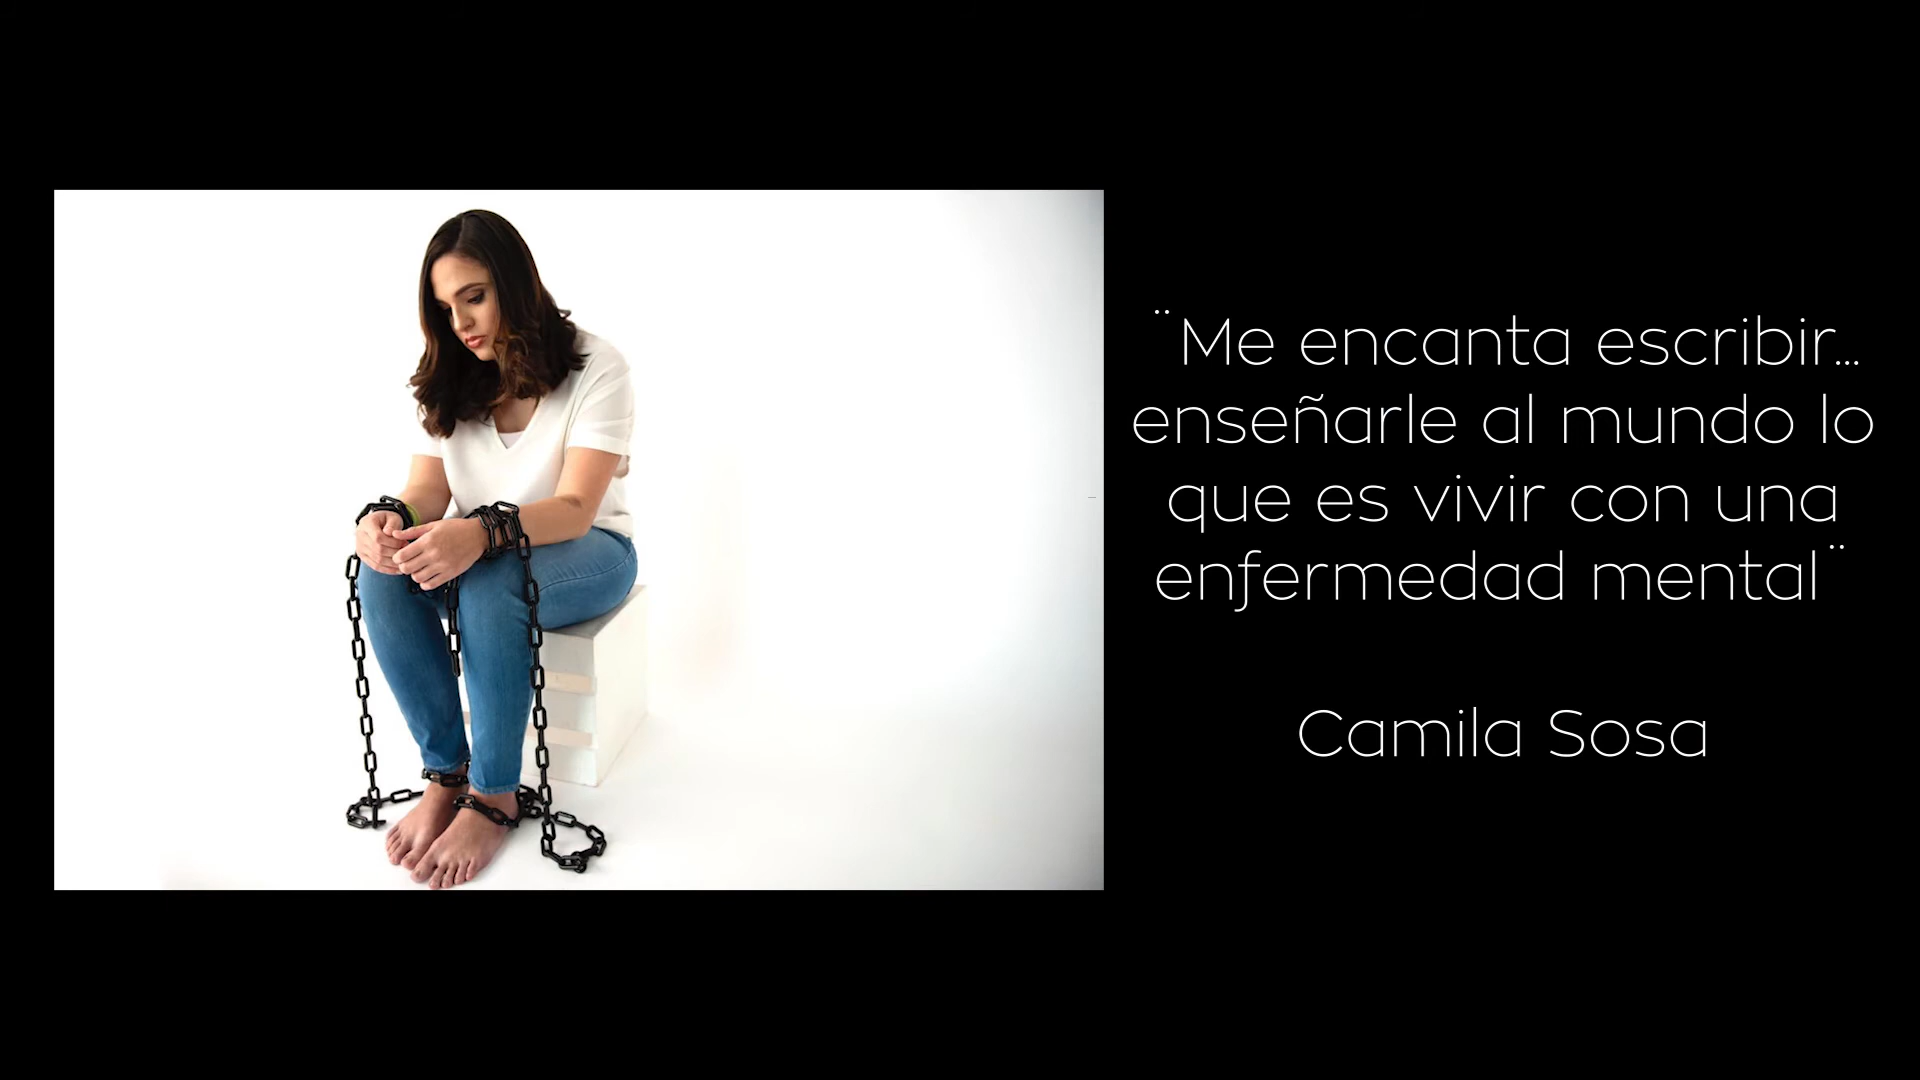 ¨Me encanta escribir...
enseñarle al mundo lo
que es vivir con una
enfermedad mental¨
Camila Sosa